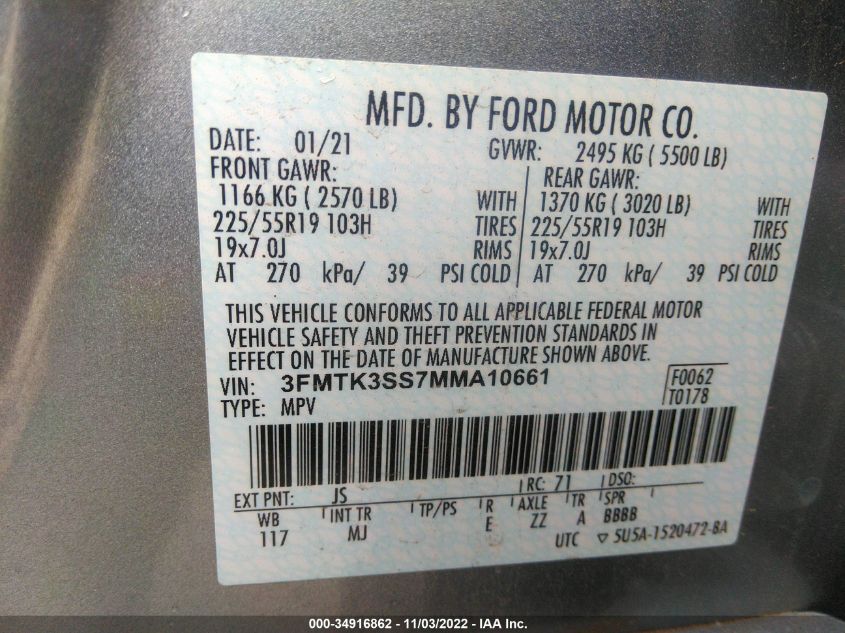 MFD. BY FORD MOTOR CO.
DATE: 01/21 GVWR: 2495 KG ( 5500 LB)
FRONT GAWR: REAR GAWR:
1166 KG ( 2570 LB) WITH 1370 KG ( 3020 LB) WITH
225/55R19 103H TIRES 225/55R19 103H TIRES
19x7.0J RIMS 19x7.0J RIMS
AT 270 kPa/ 39 PSI COLD AT 270 kPa/ 39 PSI COLD
THIS VEHICLE CONFORMS TO ALL APPLICABLE FEDERAL MOTOR
VEHICLE SAFETY AND THEFT PREVENTION STANDARDS IN
EFFECT ON THE DATE OF MANUFACTURE SHOWN ABOVE.
VIN: 3FMTK3SS7MMA10661 F0062
TYPE: MPV T0178
EXT PNT: JS RC: 71 DSO:
WB INT TR TP/PS R AXLE TR SPR
117 MJ E ZZ A BBBB
UTC ▽ 5U5A-1520472-BA
000-34916862 - 11/03/2022 - IAA Inc.